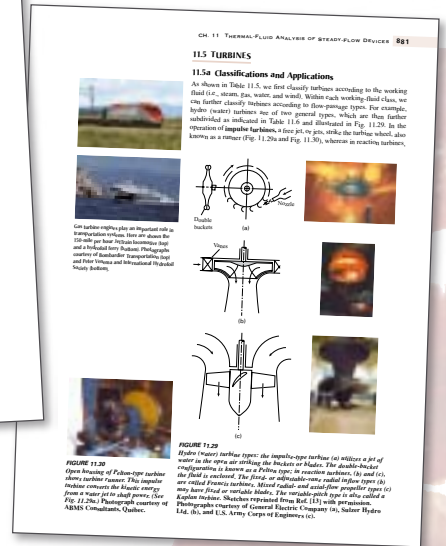 CH. 11 THERMAL-FLUID ANALYSIS OF STEADY-FLOW DEVICES 881
11.5 TURBINES
11.5a Classifications and Applications
As shown in Table 11.5, we first classify turbines according to the working
fluid (i.e., steam, gas, water, and wind). Within each working-fluid class, we
can further classify turbines according to flow-passage types. For example,
hydro (water) turbines are of two general types, which are then further
subdivided as indicated in Table 11.6 and illustrated in Fig. 11.29. In the
operation of impulse turbines, a free jet, or jets, strike the turbine wheel, also
known as a runner (Fig. 11.29a and Fig. 11.30), whereas in reaction turbines,
Nozzle
Double
buckets
(a)
Gas turbine engines play an important role in
transportation systems. Here are shown the
150-mile per hour JetTrain locomotive (top)
and a hydrofoil ferry (bottom). Photographs
courtesy of Bombardier Transportation (top)
and Peter Venema and International Hydrofoil
Society (bottom).
Vanes
(b)
(c)
FIGURE 11.30
Open housing of Pelton-type turbine
shows turbine runner. This impulse
turbine converts the kinetic energy
from a water jet to shaft power. (See
Fig. 11.29a.) Photograph courtesy of
ABMS Consultants, Québec.
FIGURE 11.29
Hydro (water) turbine types: the impulse-type turbine (a) utilizes a jet of
water in the open air striking the buckets or blades. The double-bucket
configuration is known as a Pelton type; in reaction turbines, (b) and (c),
the fluid is enclosed. The fixed- or adjustable-vane radial inflow types (b)
are called Francis turbines. Mixed radial- and axial-flow propeller types (c)
may have fixed or variable blades. The variable-pitch type is also called a
Kaplan turbine. Sketches reprinted from Ref. [13] with permission.
Photographs courtesy of General Electric Company (a), Sulzer Hydro
Ltd. (b), and U.S. Army Corps of Engineers (c).